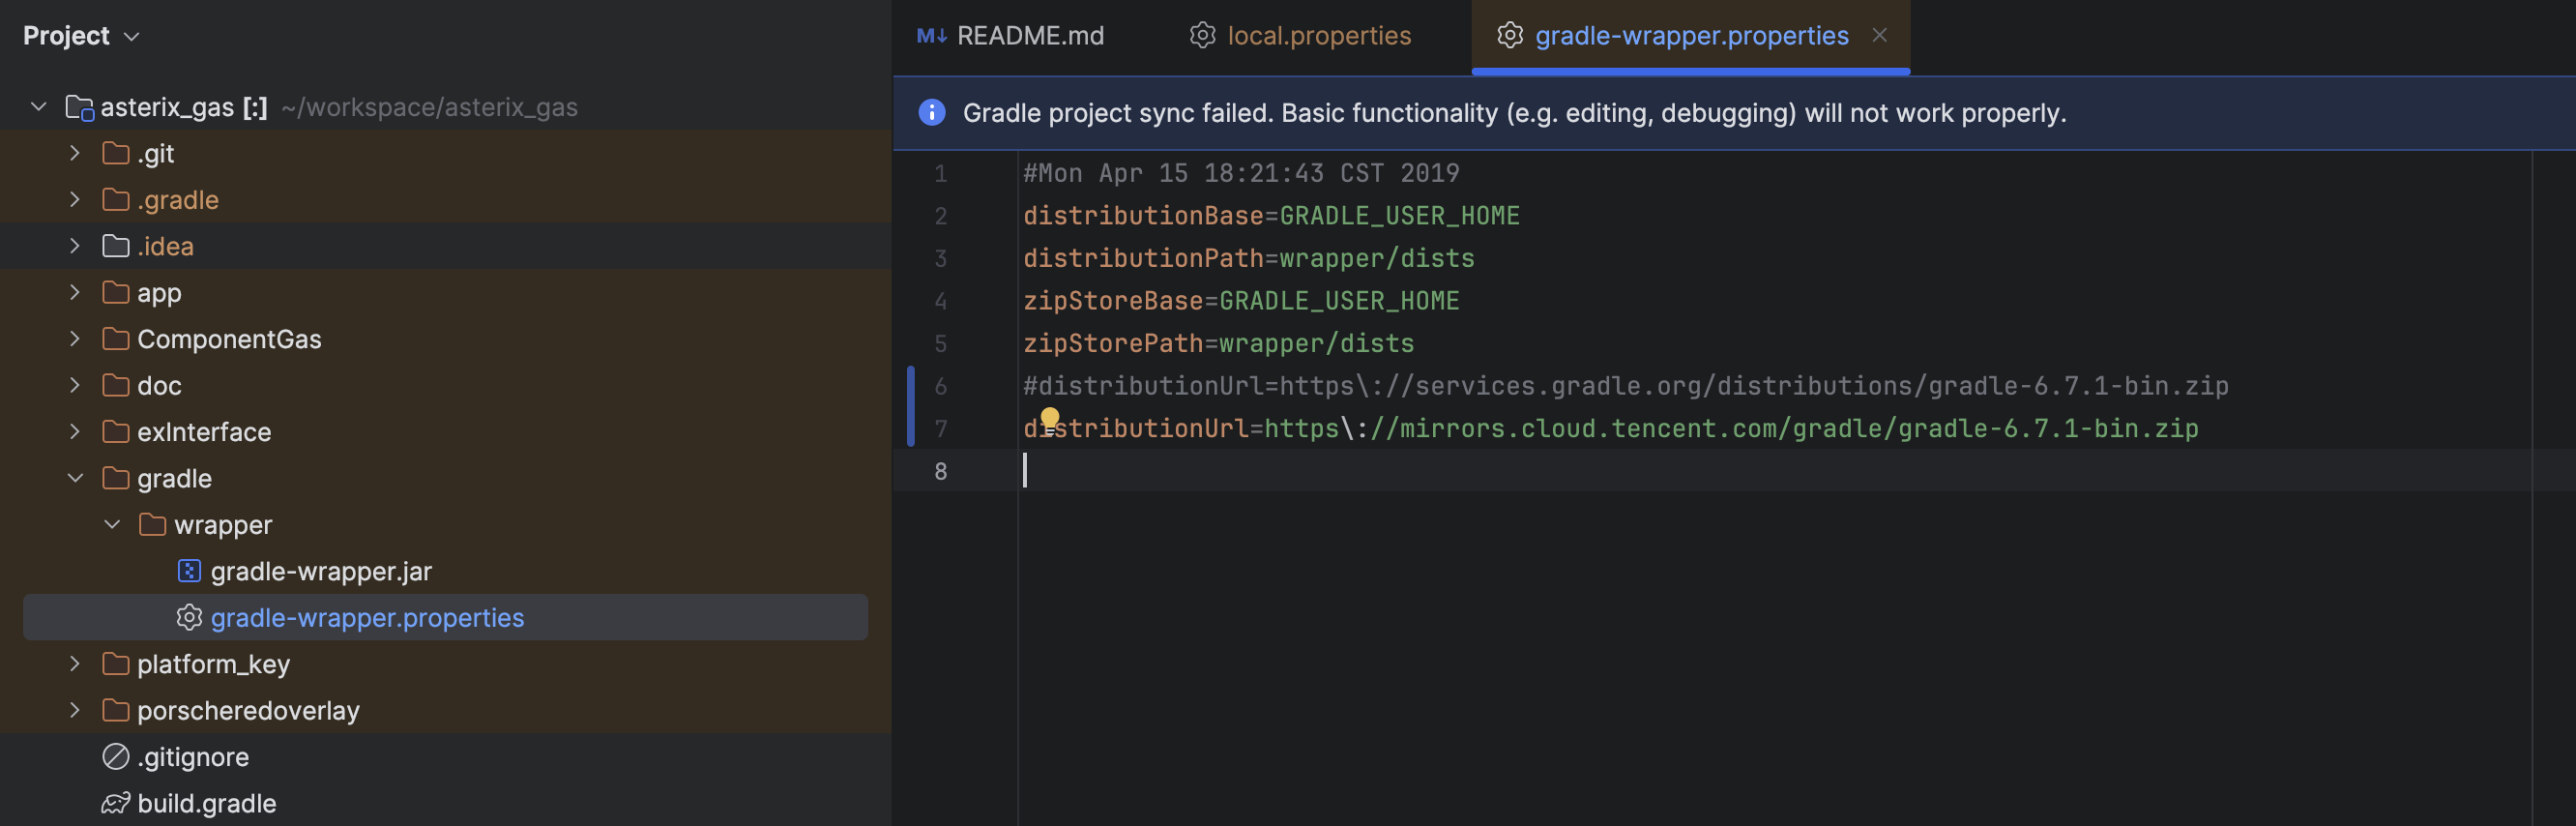 Project
asterix_gas [:] ~/workspace/asterix_gas
.git
.gradle
.idea
app
ComponentGas
doc
exInterface
gradle
wrapper
gradle-wrapper.jar
gradle-wrapper.properties
platform_key
porscheredoverlay
.gitignore
build.gradle
M↓ README.md
local.properties
gradle-wrapper.properties
Gradle project sync failed. Basic functionality (e.g. editing, debugging) will not work properly.
1 #Mon Apr 15 18:21:43 CST 2019
2 distributionBase=GRADLE_USER_HOME
3 distributionPath=wrapper/dists
4 zipStoreBase=GRADLE_USER_HOME
5 zipStorePath=wrapper/dists
6 #distributionUrl=https\://services.gradle.org/distributions/gradle-6.7.1-bin.zip
7 distributionUrl=https\://mirrors.cloud.tencent.com/gradle/gradle-6.7.1-bin.zip
8